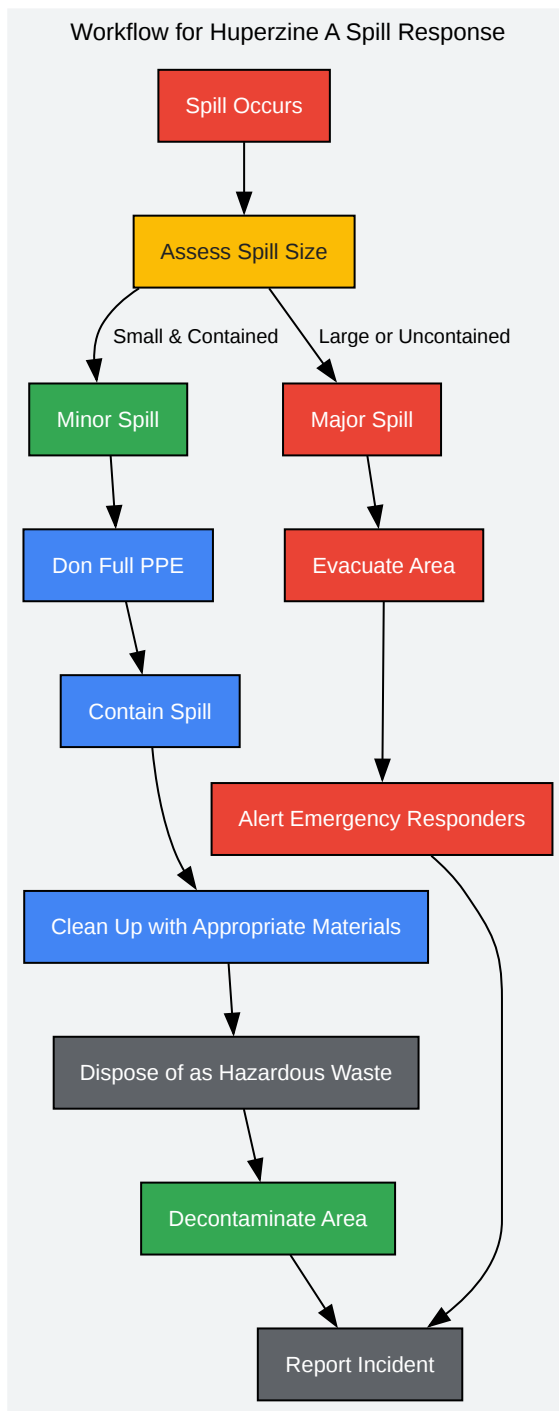 Workflow for Huperzine A Spill Response
Spill Occurs
Assess Spill Size
Small & Contained
Large or Uncontained
Minor Spill
Major Spill
Don Full PPE
Evacuate Area
Contain Spill
Alert Emergency Responders
Clean Up with Appropriate Materials
Dispose of as Hazardous Waste
Decontaminate Area
Report Incident